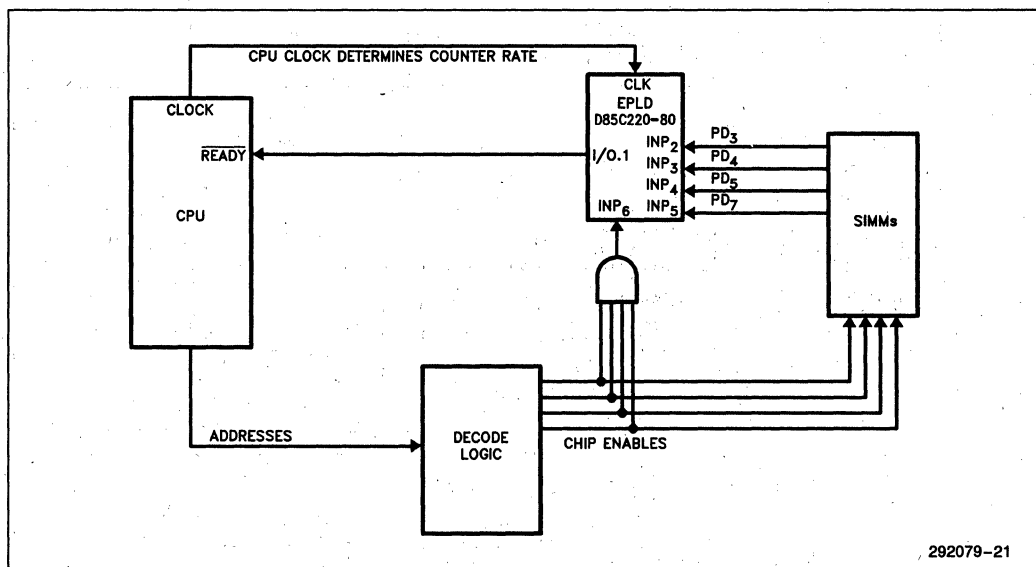 CPU CLOCK DETERMINES COUNTER RATE
CLOCK
READY
CPU
CLK
EPLD
D85C220-80
I/O.1
INP2
INP3
INP4
INP5
INP6
PD3
PD4
PD5
PD7
SIMMs
ADDRESSES
DECODE
LOGIC
CHIP ENABLES
292079-21